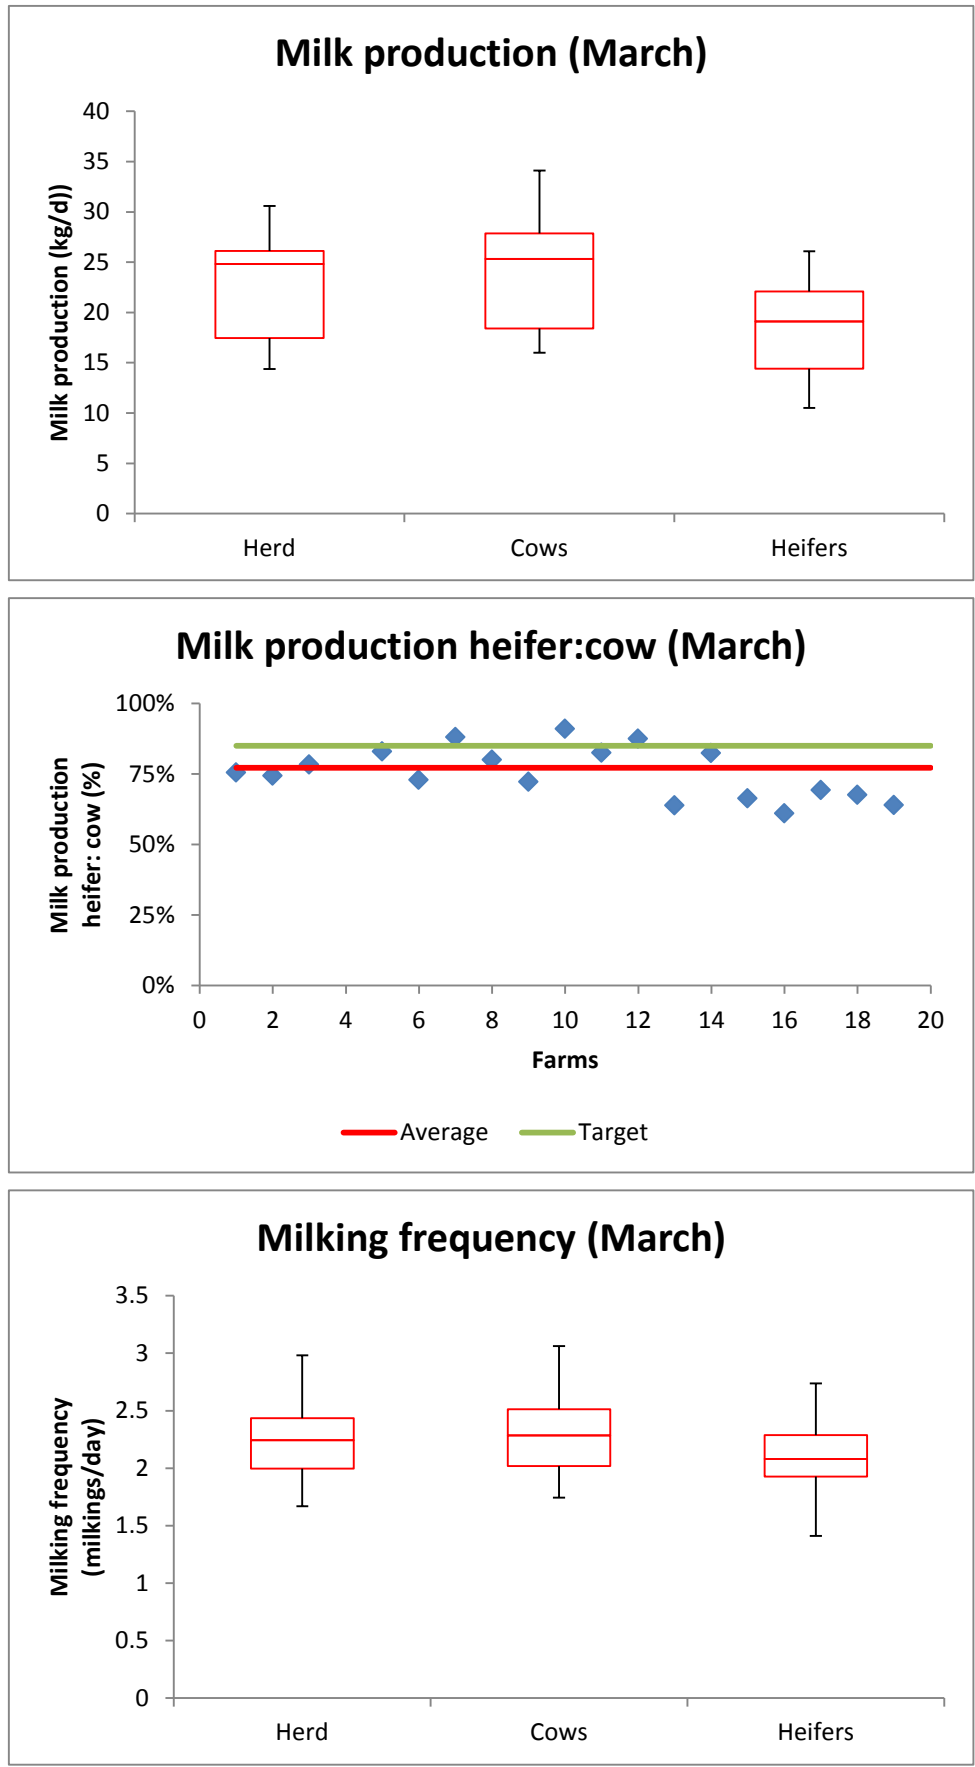 Milk production (March)
Milk production (kg/d))
40
35
30
25
20
15
10
5
0
Herd Cows Heifers
Milk production heifer:cow (March)
Milk production
heifer: cow (%)
100%
75%
50%
25%
0%
0 2 4 6 8 10 12 14 16 18 20
Farms
Average Target
Milking frequency (March)
Milking frequency
(milkings/day)
3.5
3
2.5
2
1.5
1
0.5
0
Herd Cows Heifers